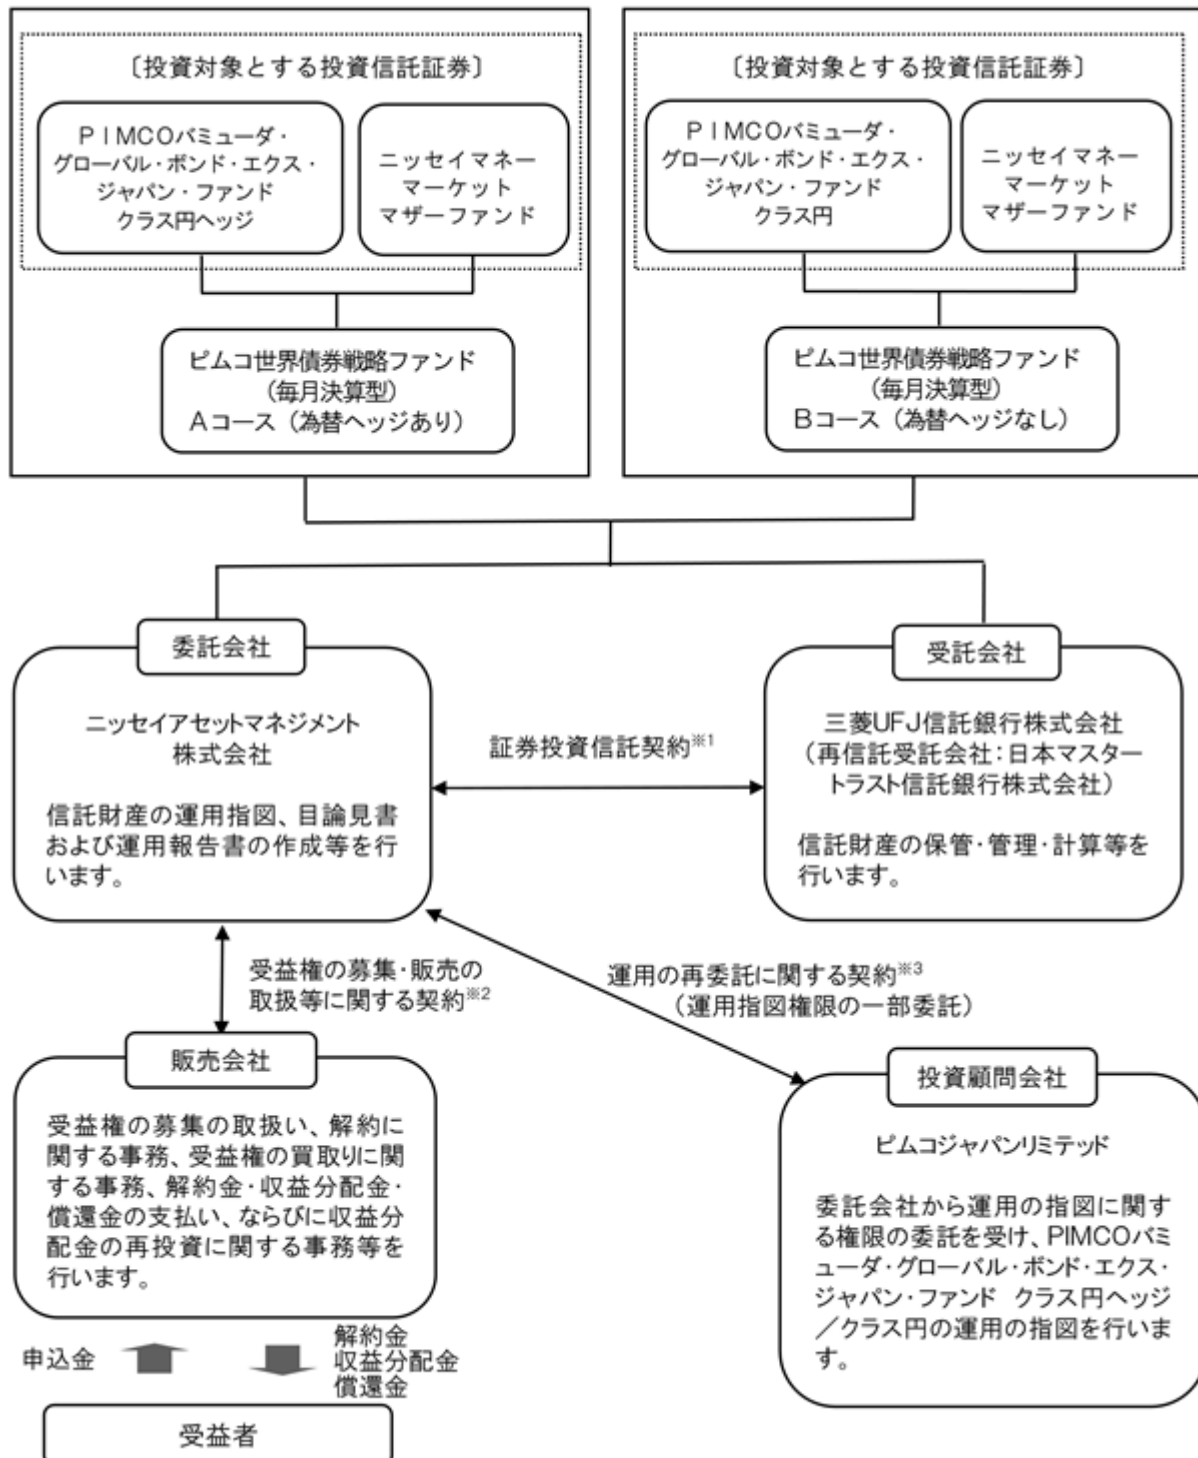 〔投資対象とする投資信託証券〕
PIMCOバミューダ・
グローバル・ボンド・エクス・
ジャパン・ファンド
クラス円ヘッジ
ニッセイマネー
マーケット
マザーファンド
ピムコ世界債券戦略ファンド
(毎月決算型)
Aコース(為替ヘッジあり)
〔投資対象とする投資信託証券〕
PIMCOバミューダ・
グローバル・ボンド・エクス・
ジャパン・ファンド
クラス円
ニッセイマネー
マーケット
マザーファンド
ピムコ世界債券戦略ファンド
(毎月決算型)
Bコース(為替ヘッジなし)
委託会社
ニッセイアセットマネジメント
株式会社
信託財産の運用指図、目論見書
および運用報告書の作成等を行
います。
証券投資信託契約※1
受託会社
三菱UFJ信託銀行株式会社
(再信託受託会社:日本マスター
トラスト信託銀行株式会社)
信託財産の保管・管理・計算等を
行います。
受益権の募集・販売の
取扱等に関する契約※2
運用の再委託に関する契約※3
(運用指図権限の一部委託)
販売会社
受益権の募集の取扱い、解約に
関する事務、受益権の買取りに関
する事務、解約金・収益分配金・
償還金の支払い、ならびに収益分
配金の再投資に関する事務等を
行います。
投資顧問会社
ピムコジャパンリミテッド
委託会社から運用の指図に関す
る権限の委託を受け、PIMCOバミ
ューダ・グローバル・ボンド・エクス・
ジャパン・ファンド クラス円ヘッジ
/クラス円の運用の指図を行いま
す。
申込金
解約金
収益分配金
償還金
受益者